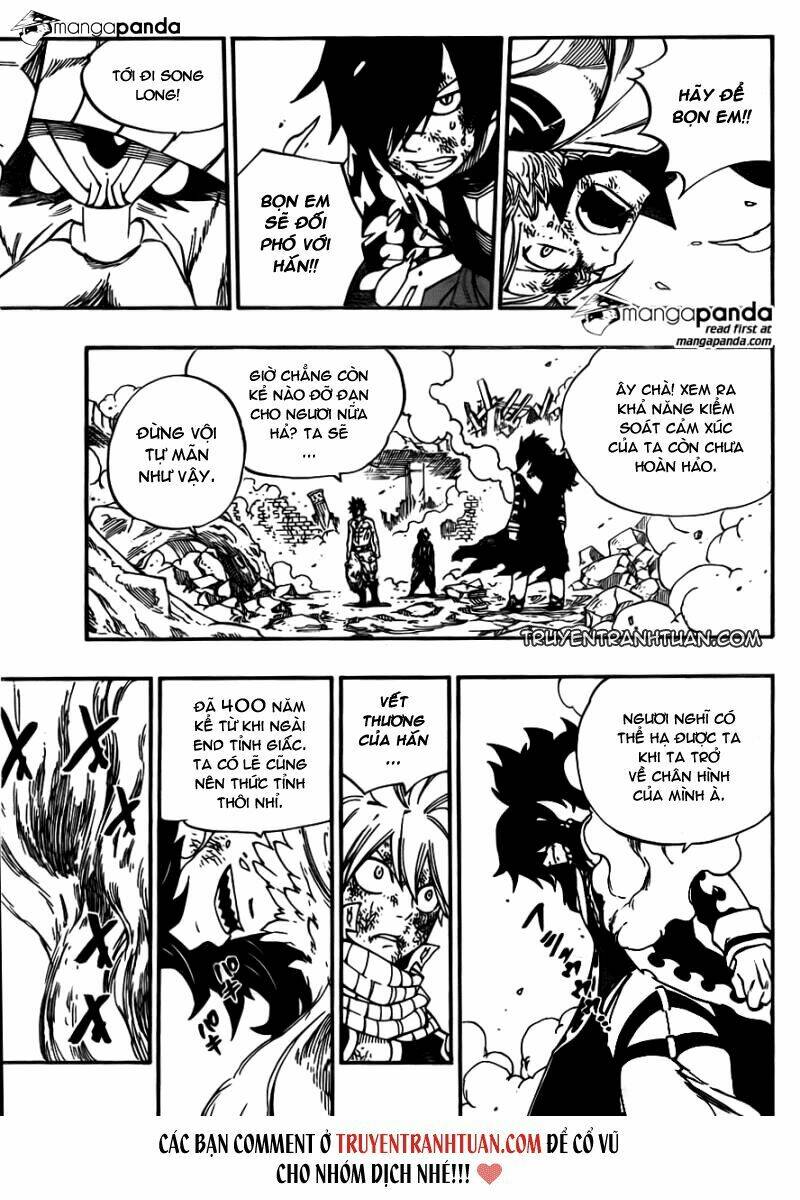 mangapanda
HÃY ĐỂ
BỌN EM!!
BỌN EM
SẼ ĐỐI
PHÓ VỚI
HẮN!!
TỚI ĐI SONG
LONG!
mangapanda
read first at
mangapanda.com
ÂY CHÀ! XEM RA
KHẢ NĂNG KIỂM
SOÁT CẢM XÚC
CỦA TA CÒN CHƯA
HOÀN HẢO.
GIỜ CHẲNG CÒN
KẺ NÀO ĐỠ ĐẠN
CHO NGƯƠI NỮA
HẢ? TA SẼ
...
ĐỪNG VỘI
TỰ MÃN
NHƯ VẬY.
TRUYENTRANHTUAN.COM
NGƯƠI NGHĨ CÓ
THỂ HẠ ĐƯỢC TA
KHI TA TRỞ
VỀ CHÂN HÌNH
CỦA MÌNH À.
VẾT
THƯƠNG
CỦA HẮN
...
ĐÃ 400 NĂM
KỂ TỪ KHI NGÀI
END TỈNH GIẤC.
TA CÓ LẼ CŨNG
NÊN THỨC TỈNH
THÔI NHỈ.
CÁC BẠN COMMENT Ở TRUYENTRANHTUAN.COM ĐỂ CỔ VŨ
CHO NHÓM DỊCH NHÉ!!! ❤